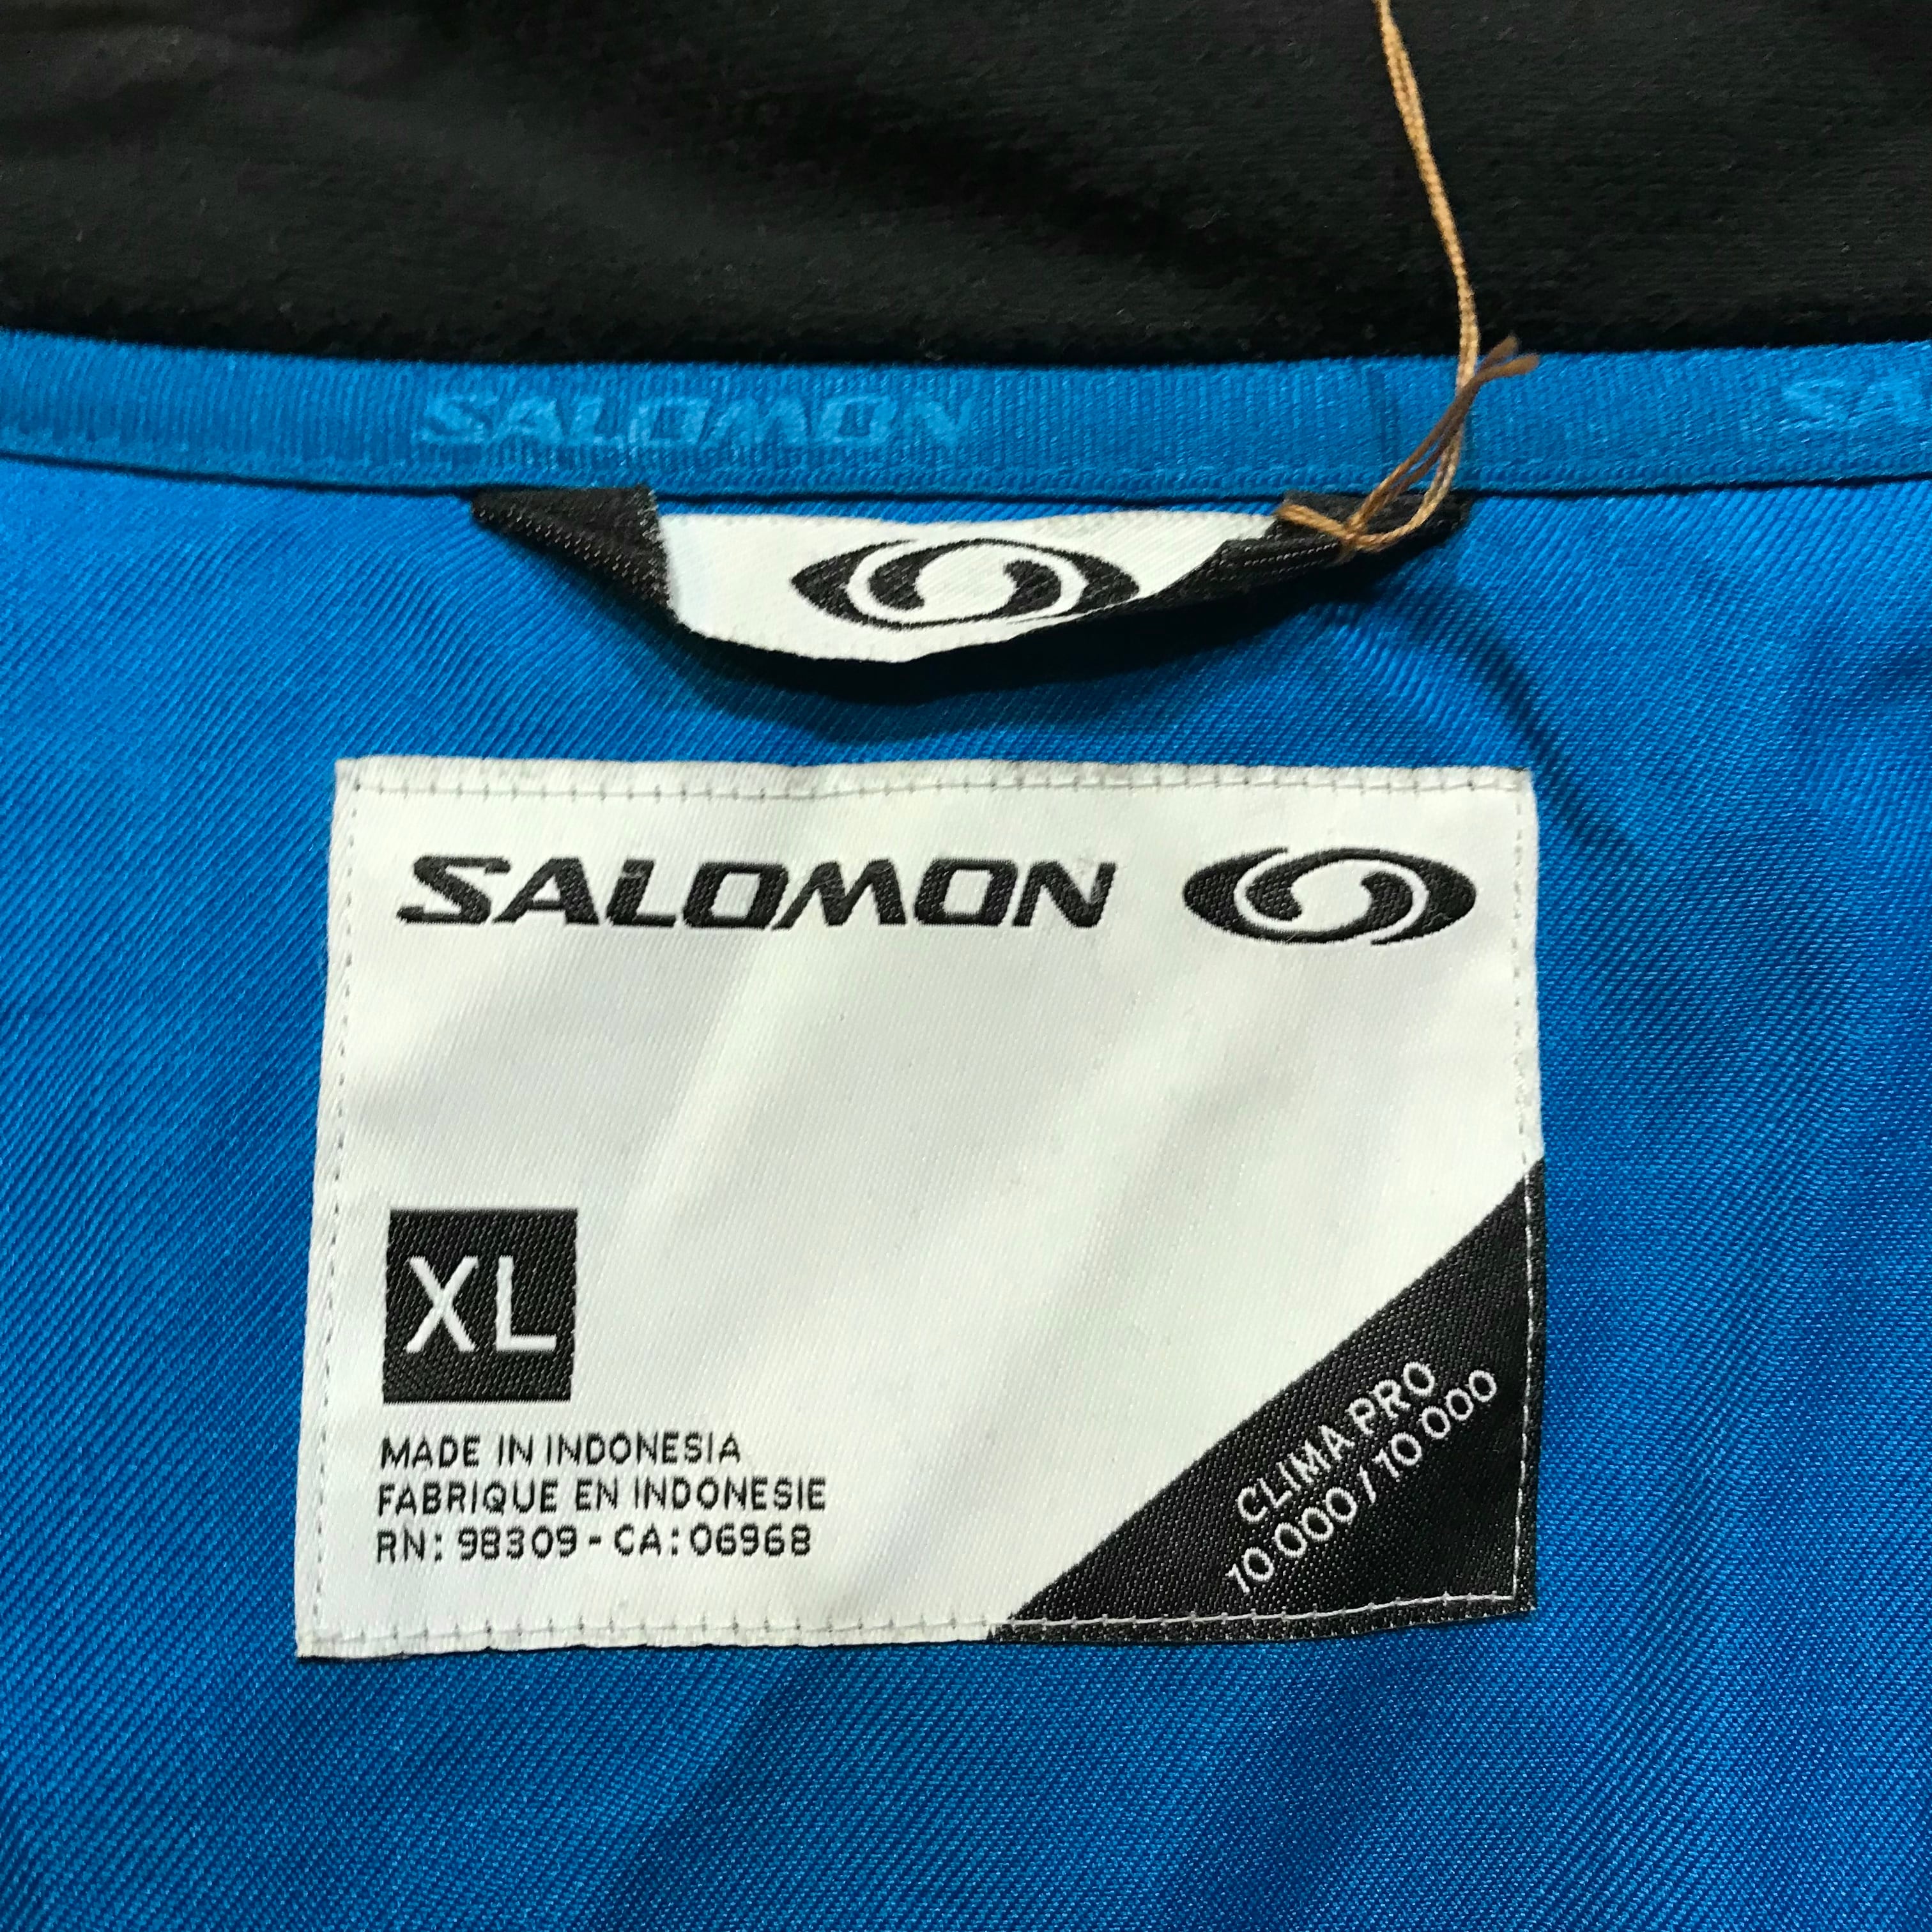 SALOMON
SA
SALOMON
XL
MADE IN INDONESIA
FABRIQUE EN INDONESIE
RN: 98309 - CA: 06968
CLIMA PRO
10 000 / 10 000